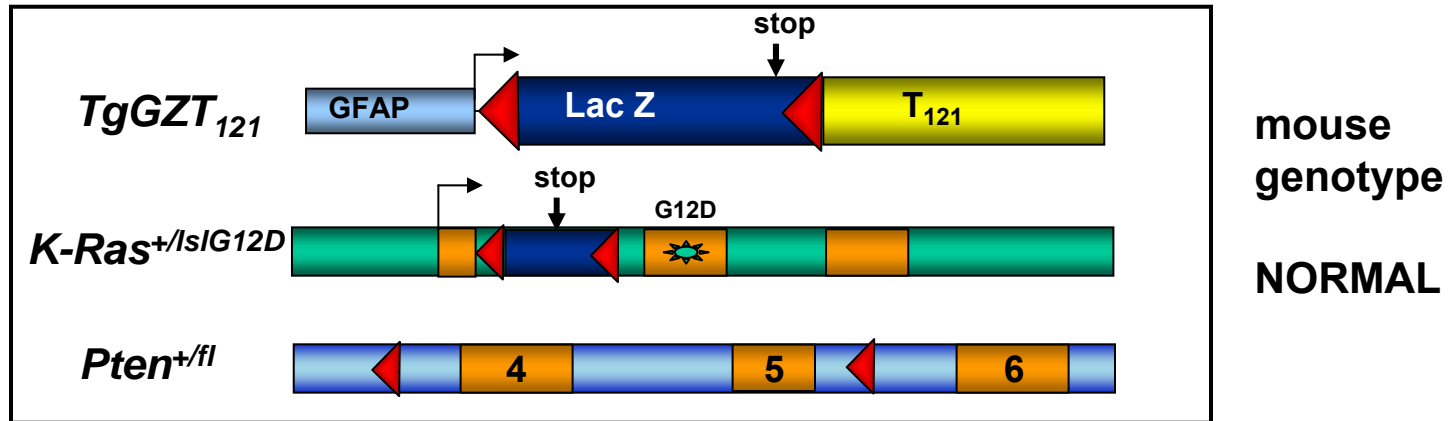 stop
TgGZT121
GFAP
Lac Z
T121
mouse
genotype
stop
G12D
K-Ras+/lslG12D
NORMAL
Pten+/fl
4
5
6